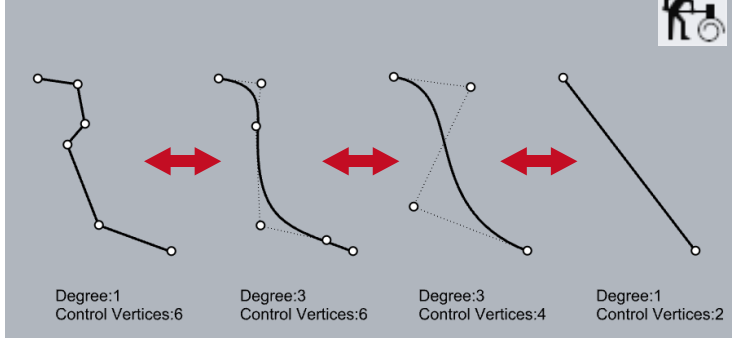 Degree:1
Control Vertices:6
Degree:3
Control Vertices:6
Degree:3
Control Vertices:4
Degree:1
Control Vertices:2